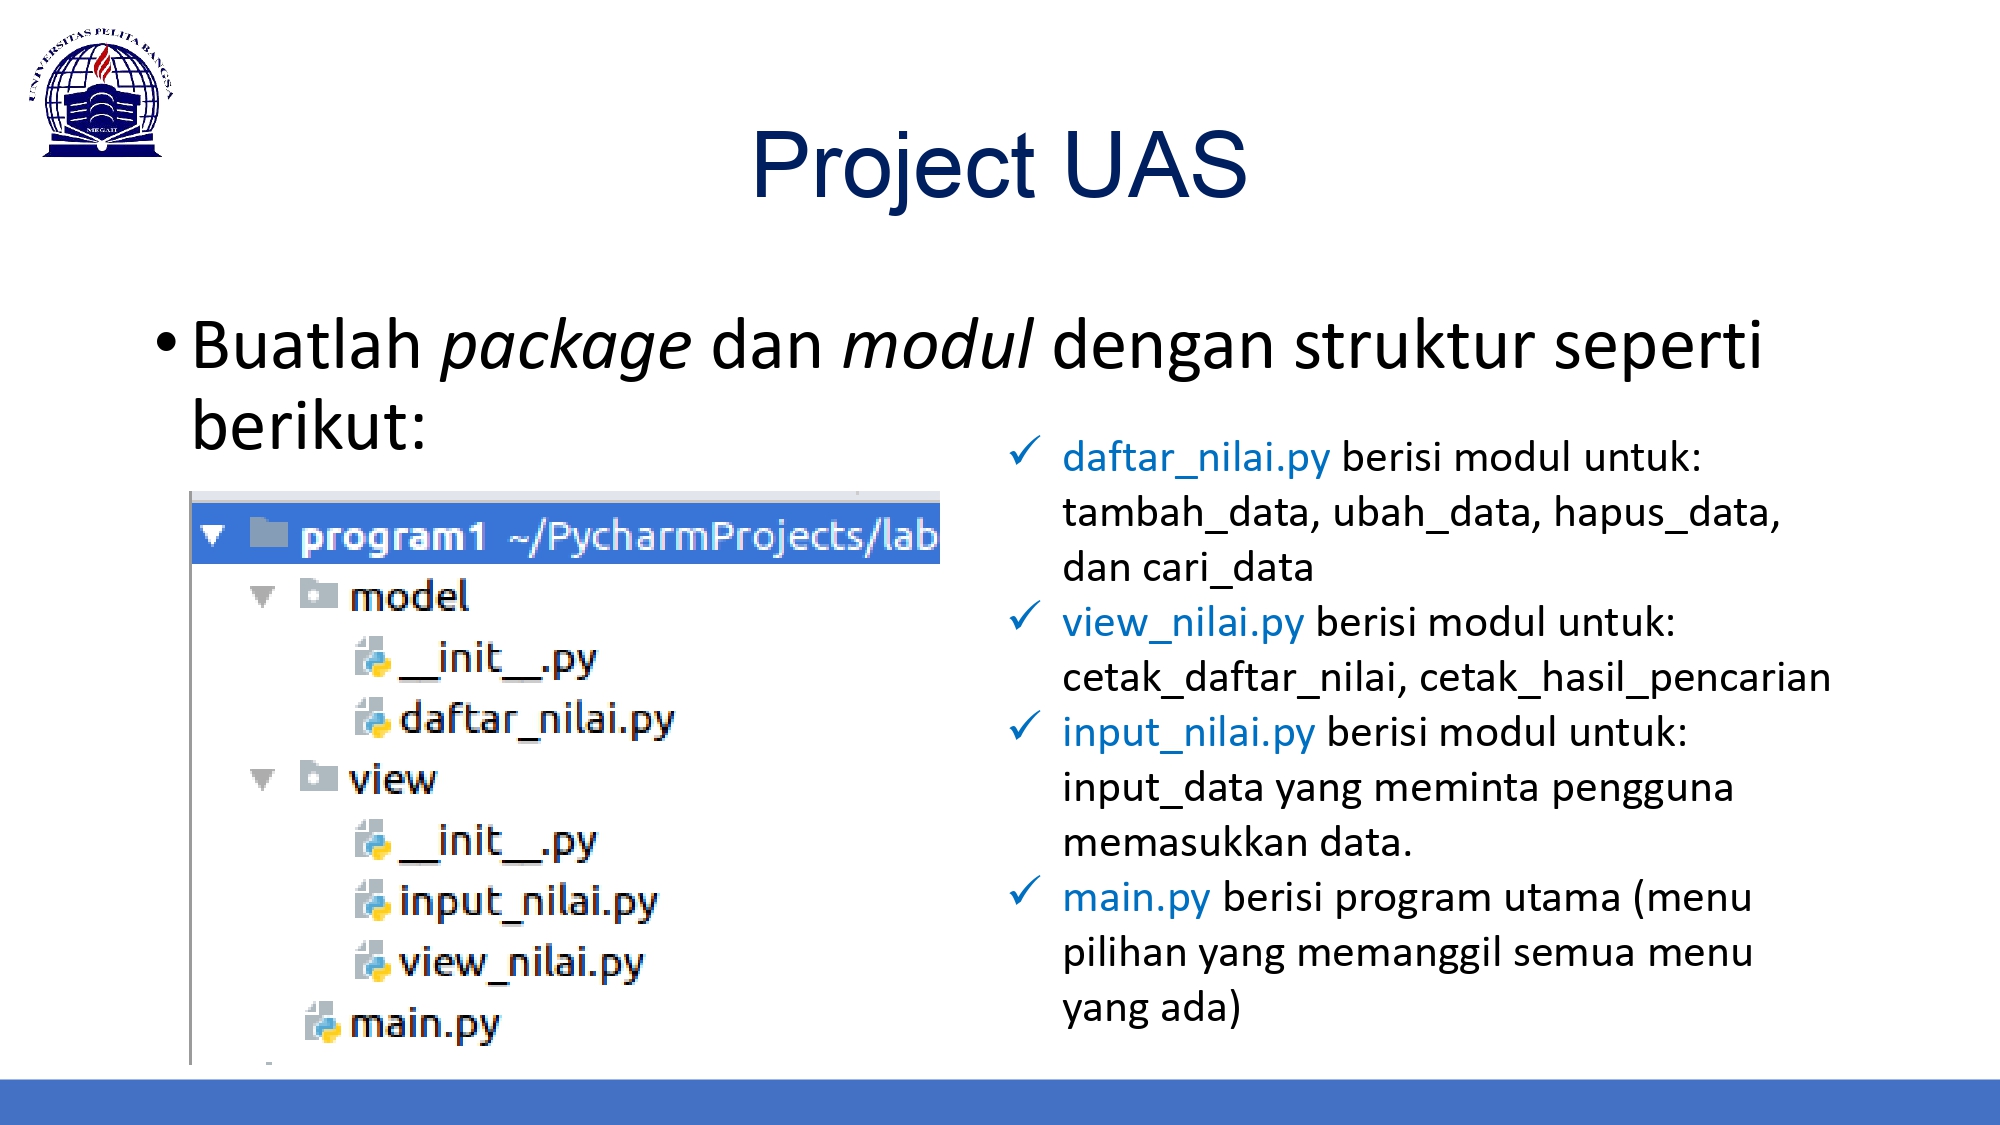 UNIVERSITAS PELITA BANGSA
Project UAS
• Buatlah package dan modul dengan struktur seperti
berikut:
program1 ~/PycharmProjects/lab
model
__init__.py
daftar_nilai.py
view
__init__.py
input_nilai.py
view_nilai.py
main.py
✓ daftar_nilai.py berisi modul untuk:
tambah_data, ubah_data, hapus_data,
dan cari_data
✓ view_nilai.py berisi modul untuk:
cetak_daftar_nilai, cetak_hasil_pencarian
✓ input_nilai.py berisi modul untuk:
input_data yang meminta pengguna
memasukkan data.
✓ main.py berisi program utama (menu
pilihan yang memanggil semua menu
yang ada)